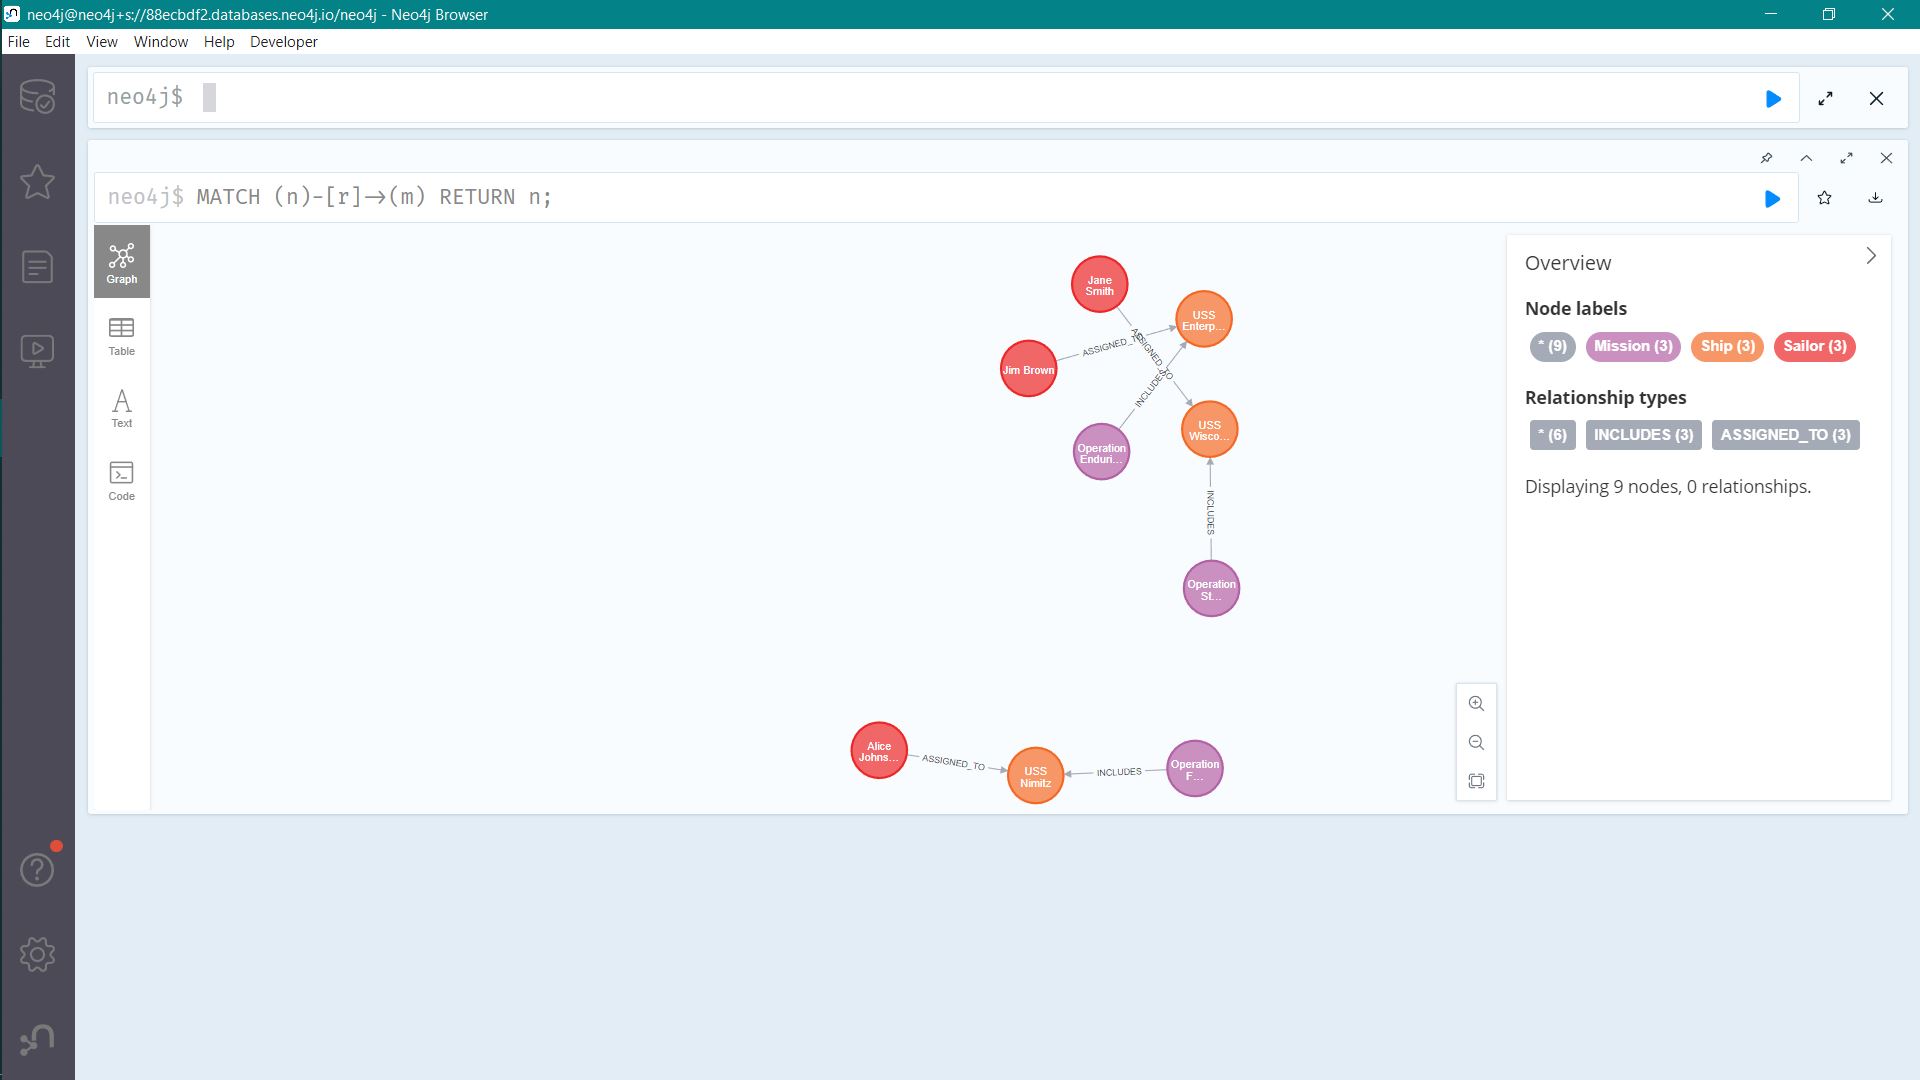 neo4j@neo4j+s://88ecbdf2.databases.neo4j.io/neo4j - Neo4j Browser
File Edit View Window Help Developer
neo4j$
neo4j$ MATCH (n)-[r]→(m) RETURN n;
Graph
Table
Text
Code
Jane
Smith
USS
Enterp...
ASSIGNED_TO
ASSIGNED_TO
Jim Brown
INCLUDES
USS
Wisco...
Operation
Enduri...
INCLUDES
Operation
St...
Alice
Johns...
ASSIGNED_TO
USS
Nimitz
INCLUDES
Operation
F...
Overview
Node labels
* (9) Mission (3) Ship (3) Sailor (3)
Relationship types
* (6) INCLUDES (3) ASSIGNED_TO (3)
Displaying 9 nodes, 0 relationships.